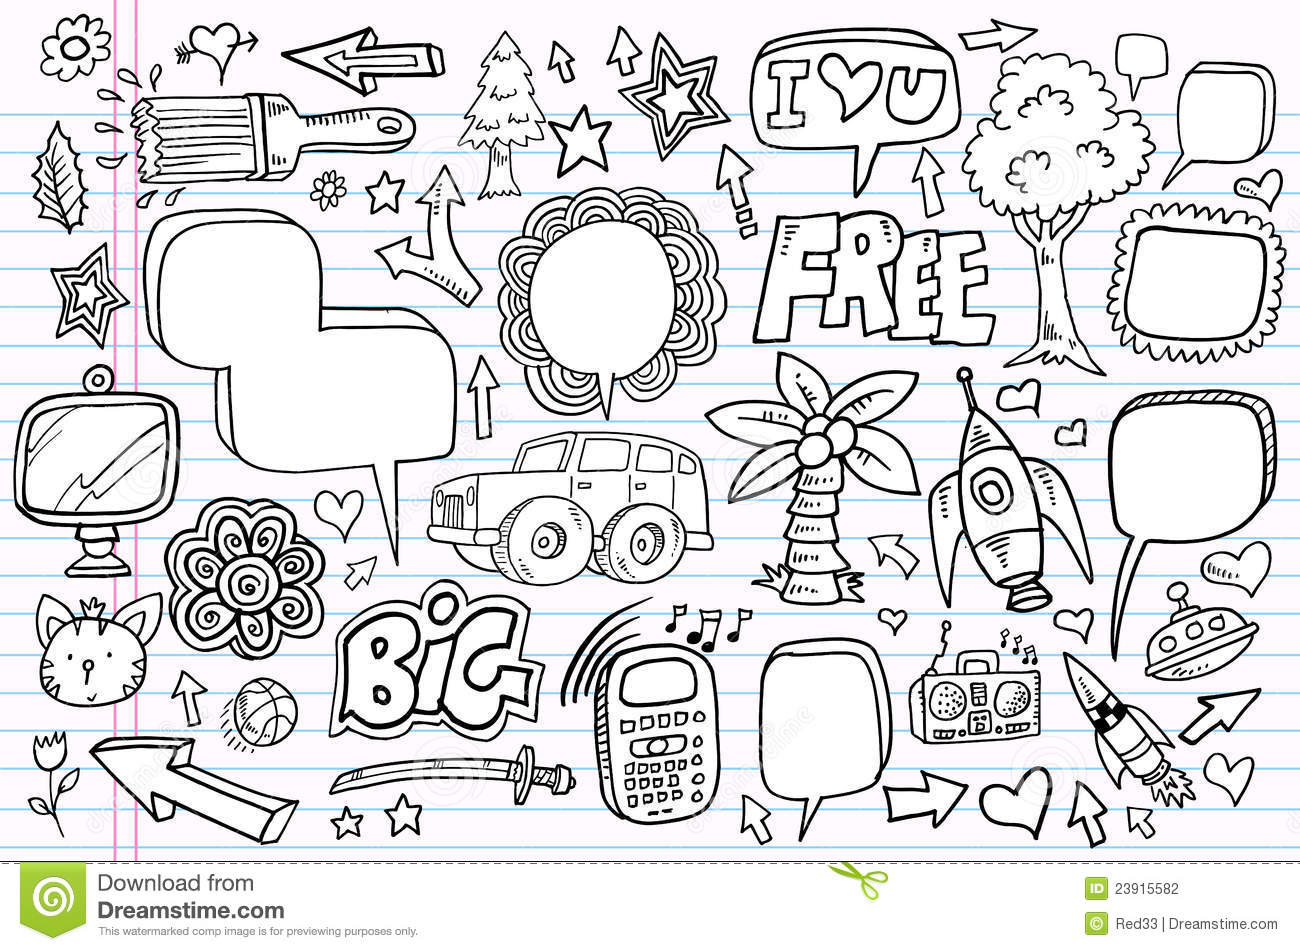 I ♥ U
FREE
BiG
Download from
Dreamstime.com
This watermarked comp image is for previewing purposes only.
ID 23915582
© Red33 | Dreamstime.com